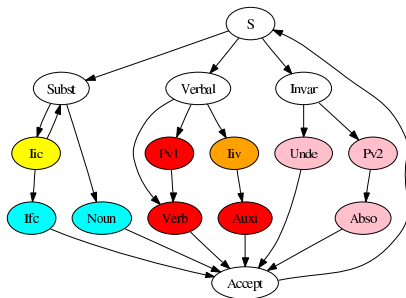 S
Subst Verbal Invar
Iic Pv1 Iiv Unde Pv2
Ifc Noun Verb Auxi Abso
Accept